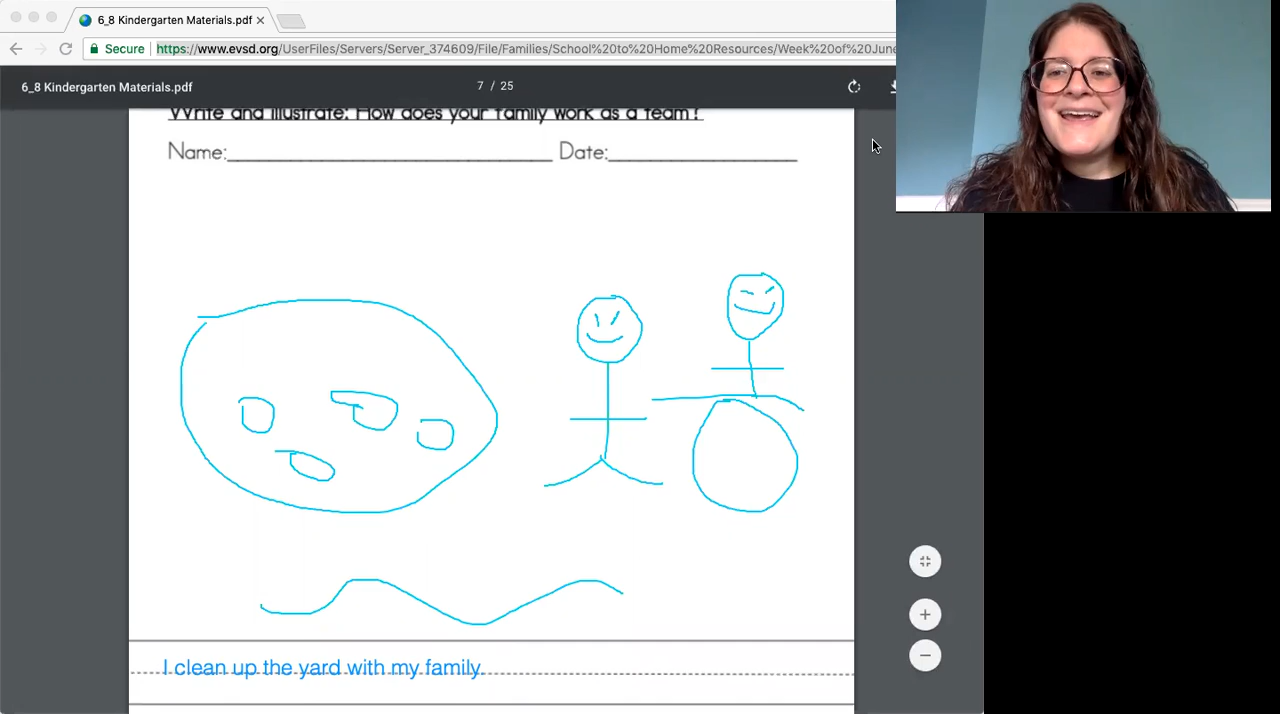 6_8 Kindergarten Materials.pdf
Secure https://www.evsd.org/UserFiles/Servers/Server_374609/File/Families/School%20to%20Home%20Resources/Week%20of%20June
6_8 Kindergarten Materials.pdf 7 / 25
Write and Illustrate: How does your family work as a team?
Name: Date:
I clean up the yard with my family.